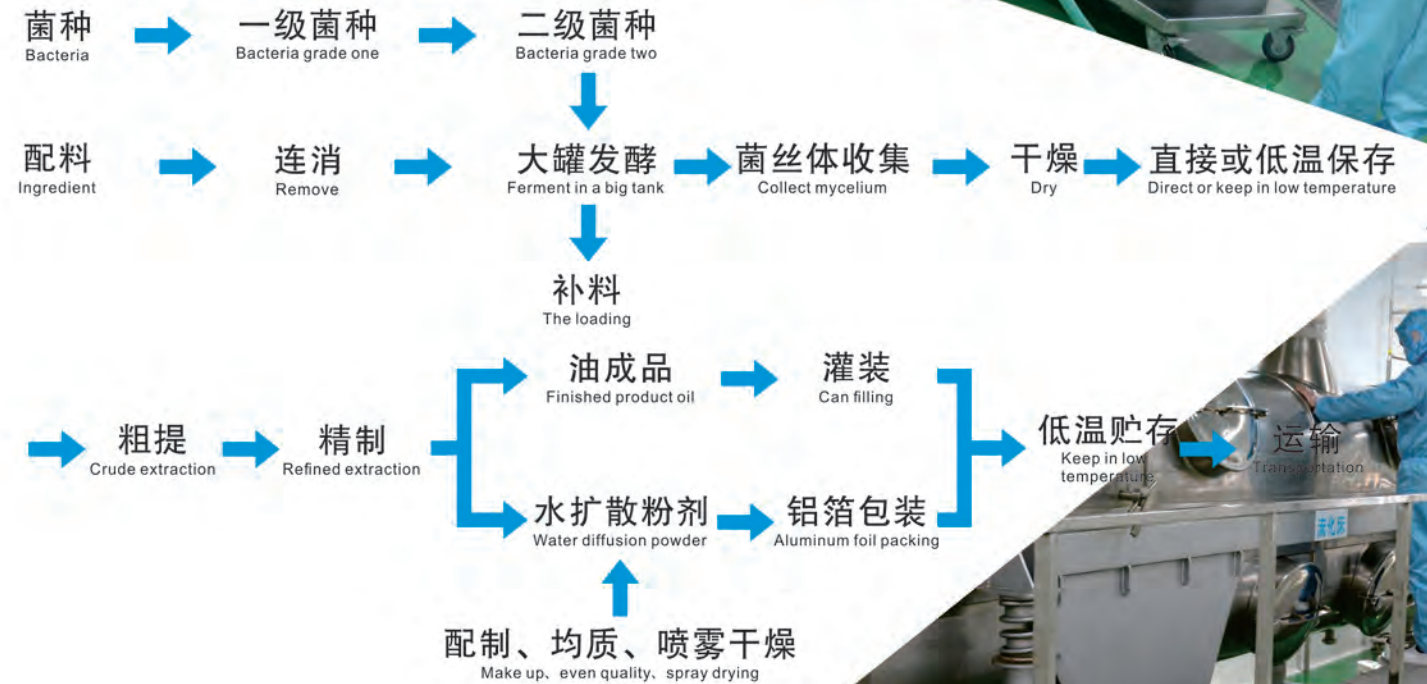 菌种
Bacteria
一级菌种
Bacteria grade one
二级菌种
Bacteria grade two
配料
Ingredient
连消
Remove
大罐发酵
Ferment in a big tank
菌丝体收集
Collect mycelium
干燥
Dry
直接或低温保存
Direct or keep in low temperature
补料
The loading
油成品
Finished product oil
灌装
Can filling
粗提
Crude extraction
精制
Refined extraction
低温贮存
Keep in low
temperature
运输
Transportation
水扩散粉剂
Water diffusion powder
铝箔包装
Aluminum foil packing
流化床
配制、均质、喷雾干燥
Make up、even quality、spray drying